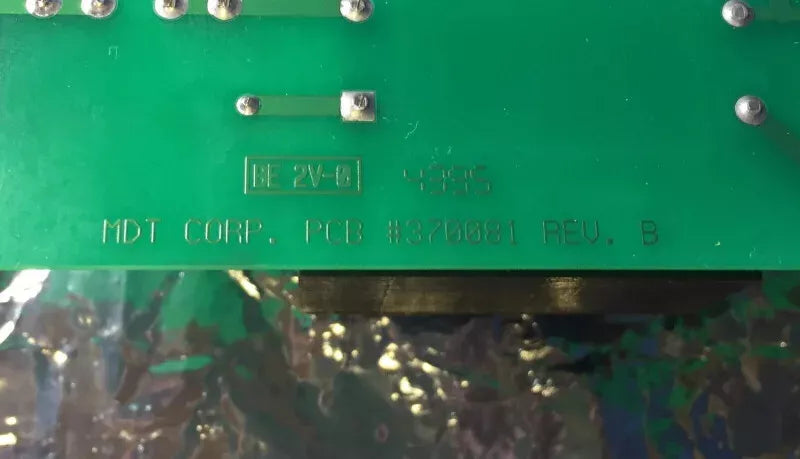 BE 2V-0 4395
MDT CORP. PCB #370081 REV. B